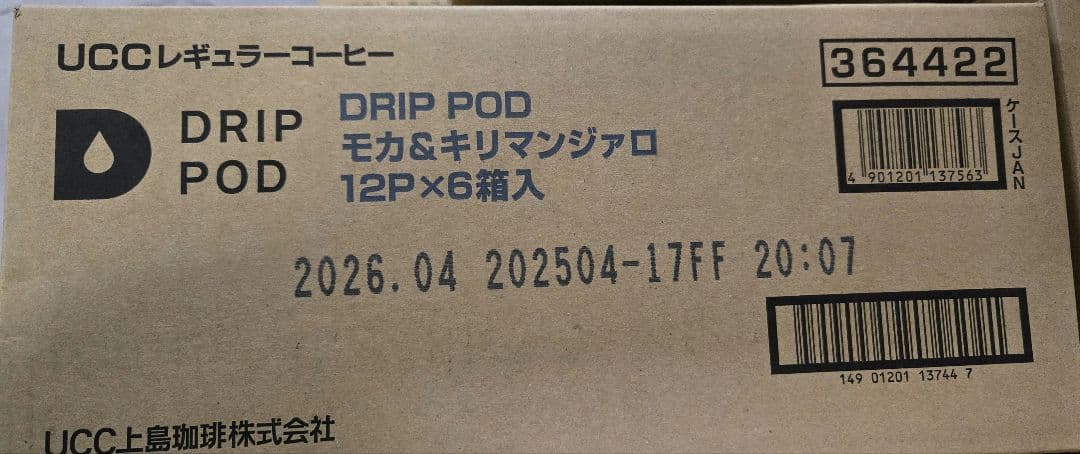 UCCレギュラーコーヒー
364422
DRIP
POD
DRIP POD
モカ&キリマンジァロ
12P×6箱入
4 901201 137563
ケースJAN
2026.04 202504-17FF 20:07
149 01201 13744 7
UCC上島珈琲株式会社